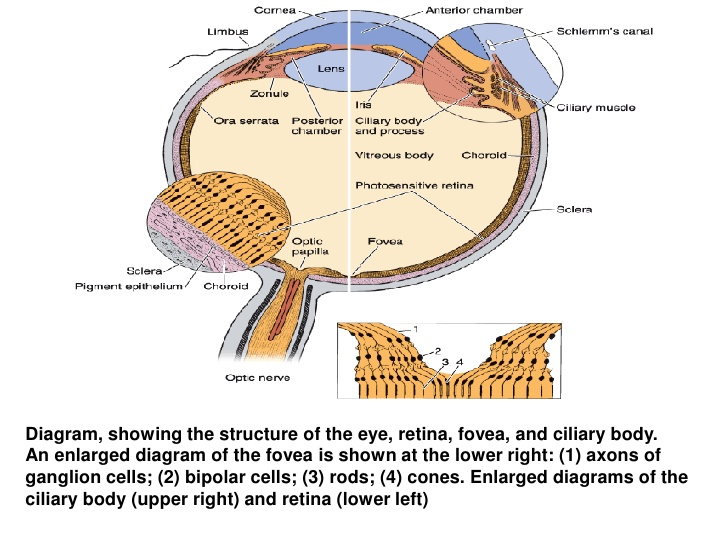 Cornea
Anterior chamber
Limbus
Schlemm's canal
Lens
Zonule
Iris
Ciliary muscle
Ora serrata
Posterior
chamber
Ciliary body
and process
Vitreous body
Choroid
Photosensitive retina
Sclera
Optic
papilla
Fovea
Sclera
Pigment epithelium
Choroid
1
2
3 4
Optic nerve
Diagram, showing the structure of the eye, retina, fovea, and ciliary body.
An enlarged diagram of the fovea is shown at the lower right: (1) axons of
ganglion cells; (2) bipolar cells; (3) rods; (4) cones. Enlarged diagrams of the
ciliary body (upper right) and retina (lower left)